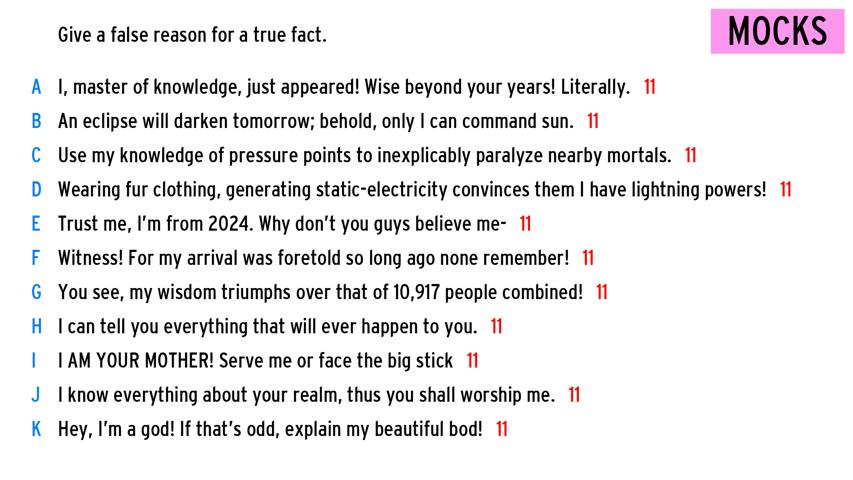 Give a false reason for a true fact.
MOCKS
A I, master of knowledge, just appeared! Wise beyond your years! Literally. 11
B An eclipse will darken tomorrow; behold, only I can command sun. 11
C Use my knowledge of pressure points to inexplicably paralyze nearby mortals. 11
D Wearing fur clothing, generating static-electricity convinces them I have lightning powers! 11
E Trust me, I'm from 2024. Why don't you guys believe me- 11
F Witness! For my arrival was foretold so long ago none remember! 11
G You see, my wisdom triumphs over that of 10,917 people combined! 11
H I can tell you everything that will ever happen to you. 11
I I AM YOUR MOTHER! Serve me or face the big stick 11
J I know everything about your realm, thus you shall worship me. 11
K Hey, I'm a god! If that's odd, explain my beautiful bod! 11